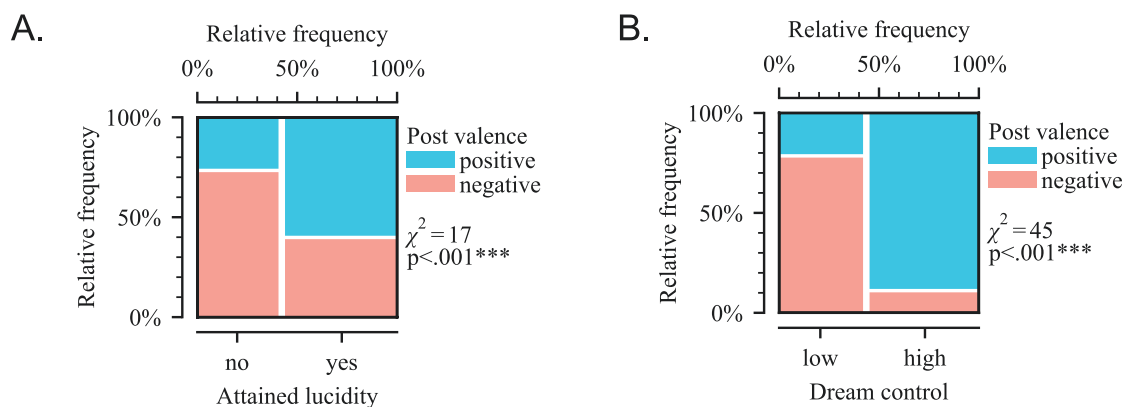 A.
Relative frequency
0% 50% 100%
100%
50%
0%
Relative frequency
Post valence
positive
negative
χ² = 17
p<.001***
no yes
Attained lucidity
B.
Relative frequency
0% 50% 100%
100%
50%
0%
Relative frequency
Post valence
positive
negative
χ² = 45
p<.001***
low high
Dream control